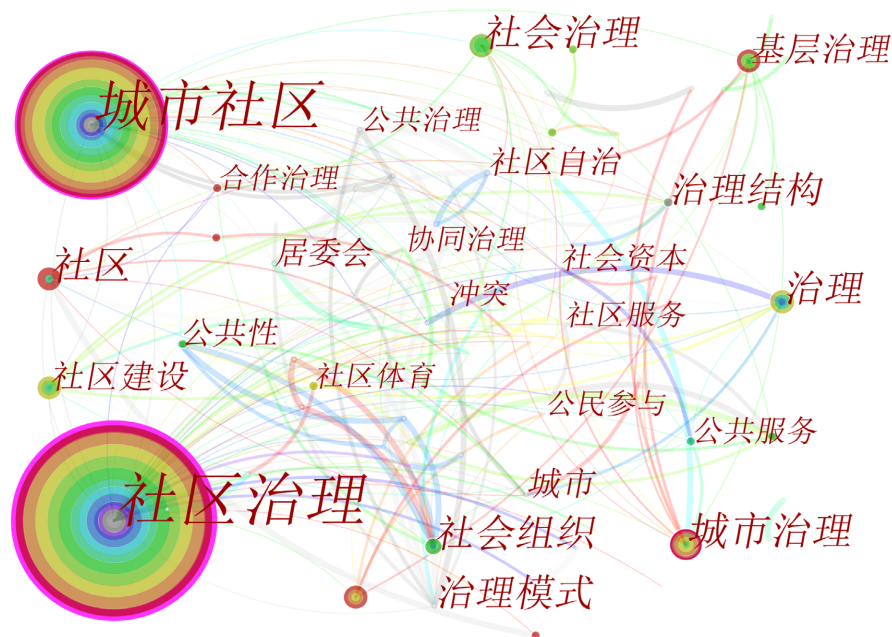 社会治理
基层治理
城市社区
公共治理
社区自治
合作治理
治理结构
协同治理
居委会
社会资本
社区
冲突
治理
社区服务
公共性
社区建设
社区体育
公民参与
公共服务
城市
社区治理
社会组织
城市治理
治理模式